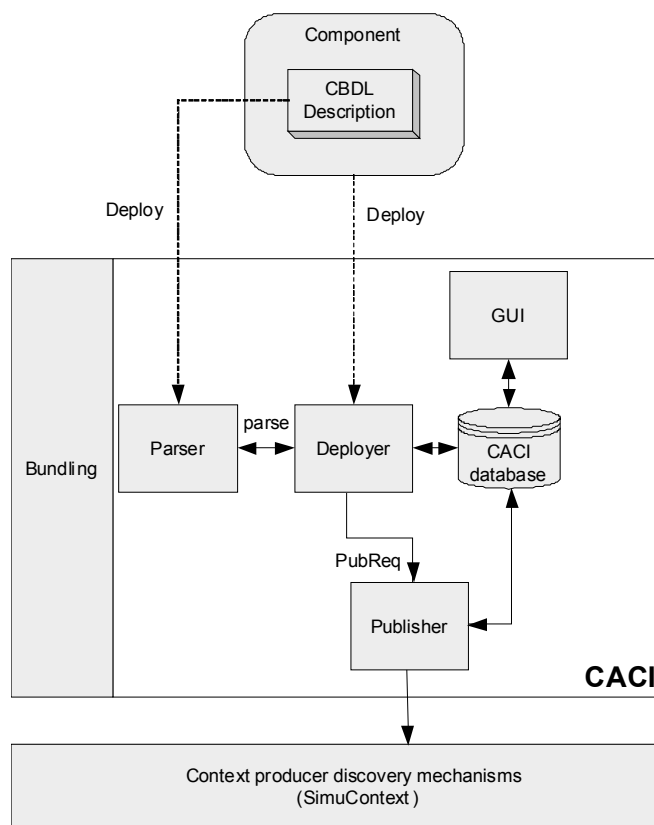 Component
CBDL
Description
Deploy
Deploy
GUI
parse
Parser
Deployer
CACI
database
Bundling
PubReq
Publisher
CACI
Context producer discovery mechanisms
(SimuContext)